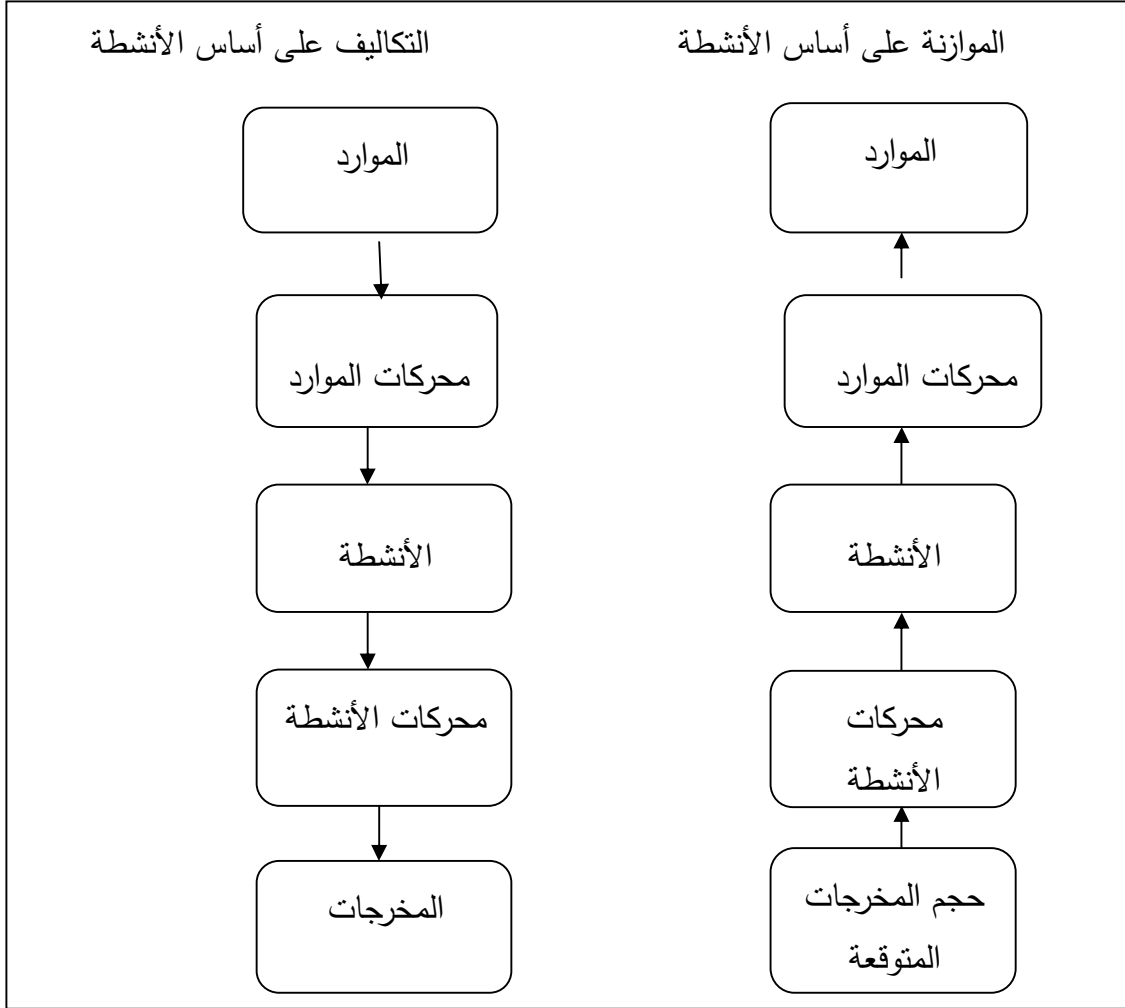 الموازنة على أساس الأنشطة
الموارد
محركات الموارد
الأنشطة
محركات
الأنشطة
حجم المخرجات
المتوقعة
التكاليف على أساس الأنشطة
الموارد
محركات الموارد
الأنشطة
محركات الأنشطة
المخرجات